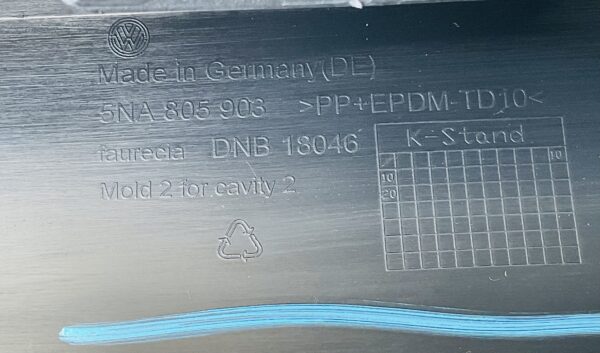 VW
Made in Germany(DE)
5NA 805 903 >PP+EPDM-TD10<
faurecia DNB 18046
K-Stand
Mold 2 for cavity 2
10
10
20